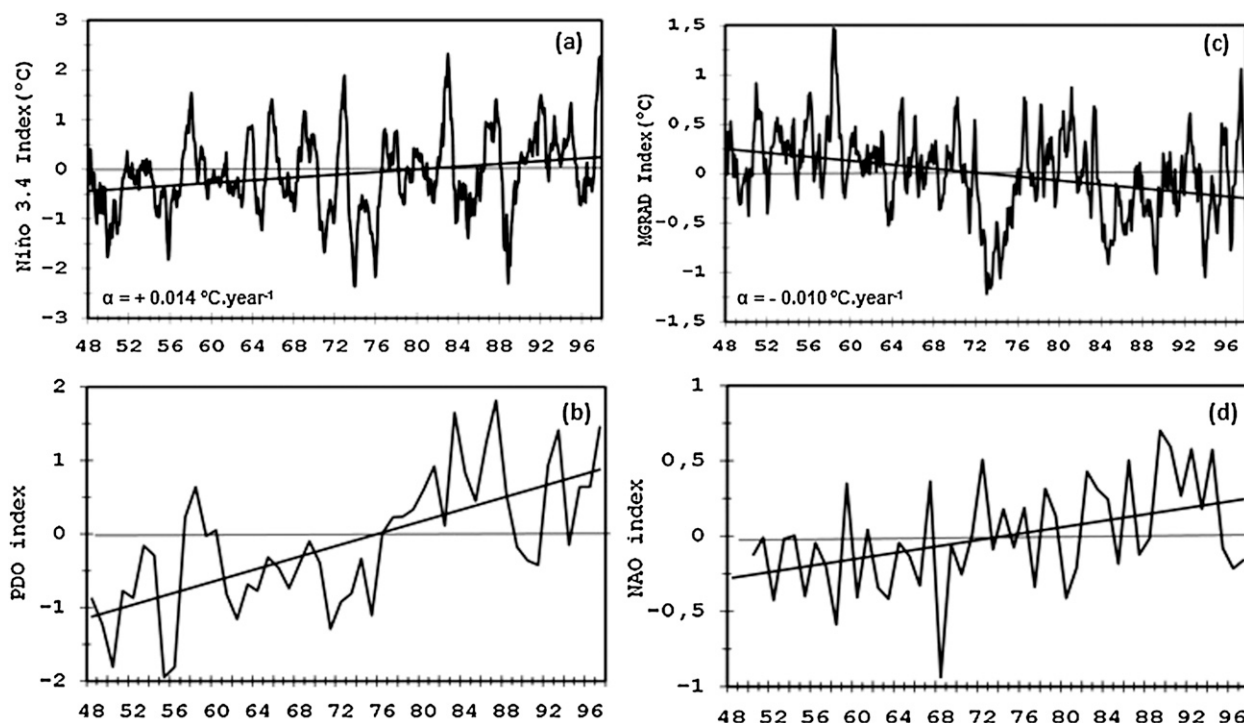 3
2
1
0
-1
-2
-3
Niño 3.4 Index (°C)
(a)
α = + 0.014 ºC.year⁻¹
48 52 56 60 64 68 72 76 80 84 88 92 96
1,5
1
0,5
0
-0,5
-1
-1,5
MGRAD Index (°C)
(c)
α = - 0.010 ºC.year⁻¹
48 52 56 60 64 68 72 76 80 84 88 92 96
2
1
0
-1
-2
PDO index
(b)
48 52 56 60 64 68 72 76 80 84 88 92 96
1
0,5
0
-0,5
-1
NAO index
(d)
48 52 56 60 64 68 72 76 80 84 88 92 96